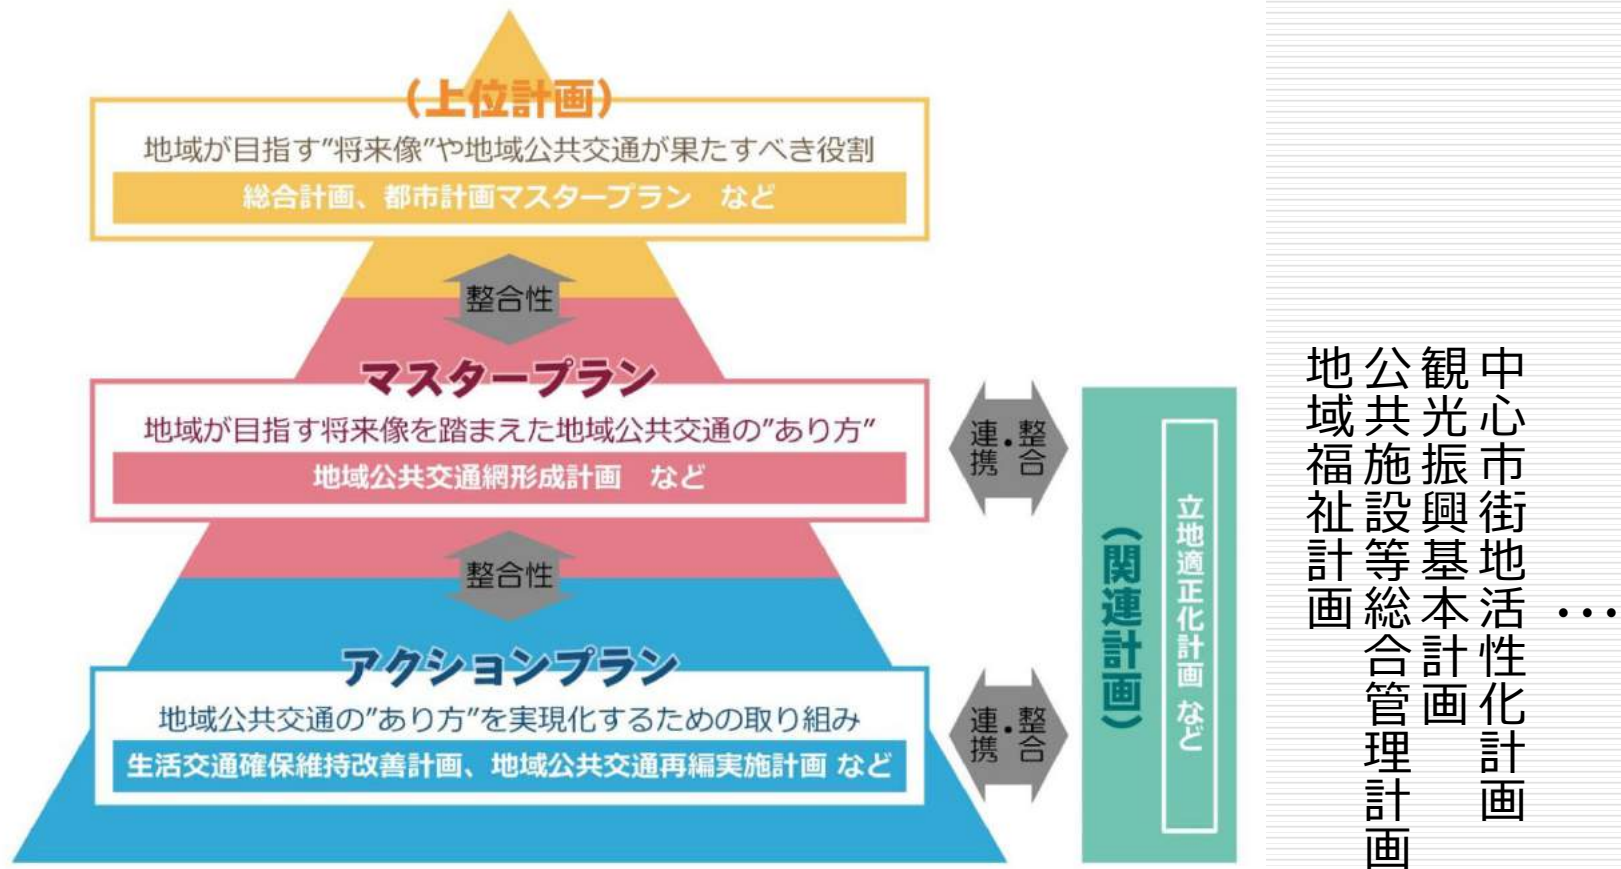 (上位計画)
地域が目指す"将来像"や地域公共交通が果たすべき役割
総合計画、都市計画マスタープラン　など
整合性
マスタープラン
地域が目指す将来像を踏まえた地域公共交通の"あり方"
地域公共交通網形成計画　など
整合性
アクションプラン
地域公共交通の"あり方"を実現化するための取り組み
生活交通確保維持改善計画、地域公共交通再編実施計画 など
整合・
連携
整合・
連携
(関連計画)
立地適正化計画 など
…
中心市街地活性化計画
観光振興基本計画
公共施設等総合管理計画
地域福祉計画